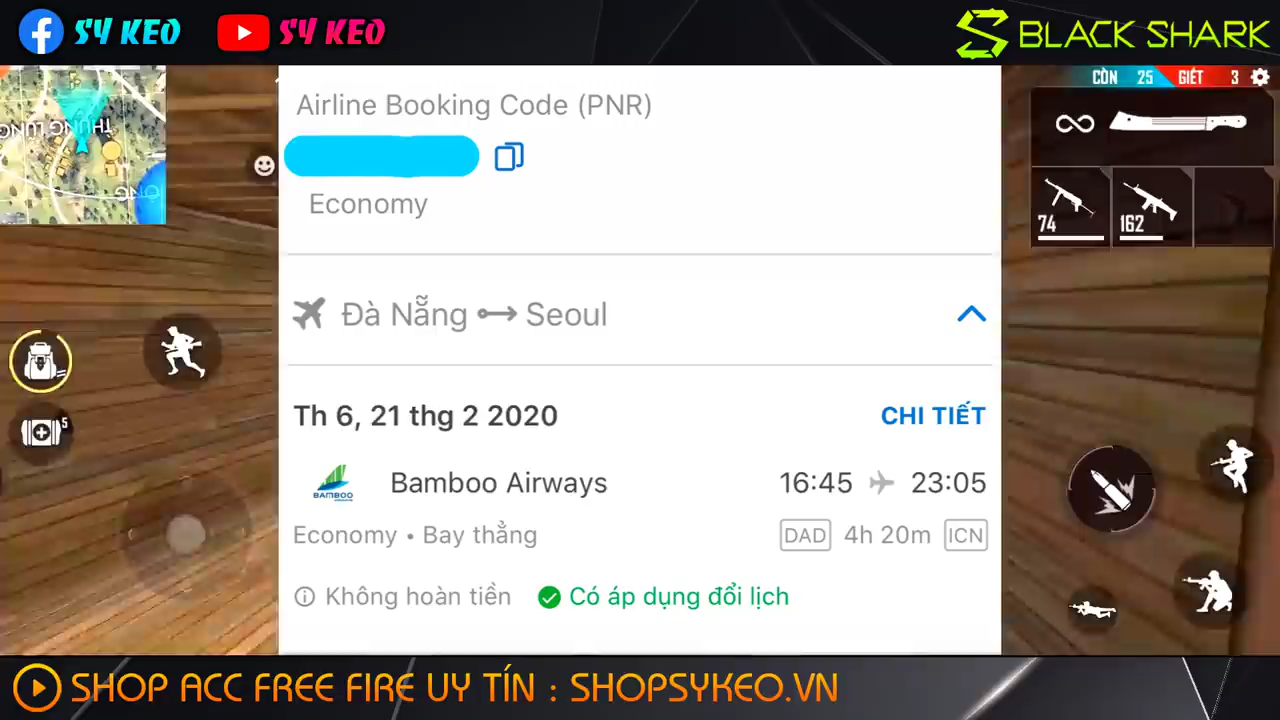 SY KEO
SY KEO
BLACK SHARK
CÒN 25 GIẾT 3
THUNG LUNG
74
162
5
Airline Booking Code (PNR)
Economy
Đà Nẵng Seoul
Th 6, 21 thg 2 2020
CHI TIẾT
BAMBOO
Bamboo Airways
16:45 23:05
Economy • Bay thẳng
DAD 4h 20m ICN
Không hoàn tiền
Có áp dụng đổi lịch
SHOP ACC FREE FIRE UY TÍN : SHOPSYKEO.VN